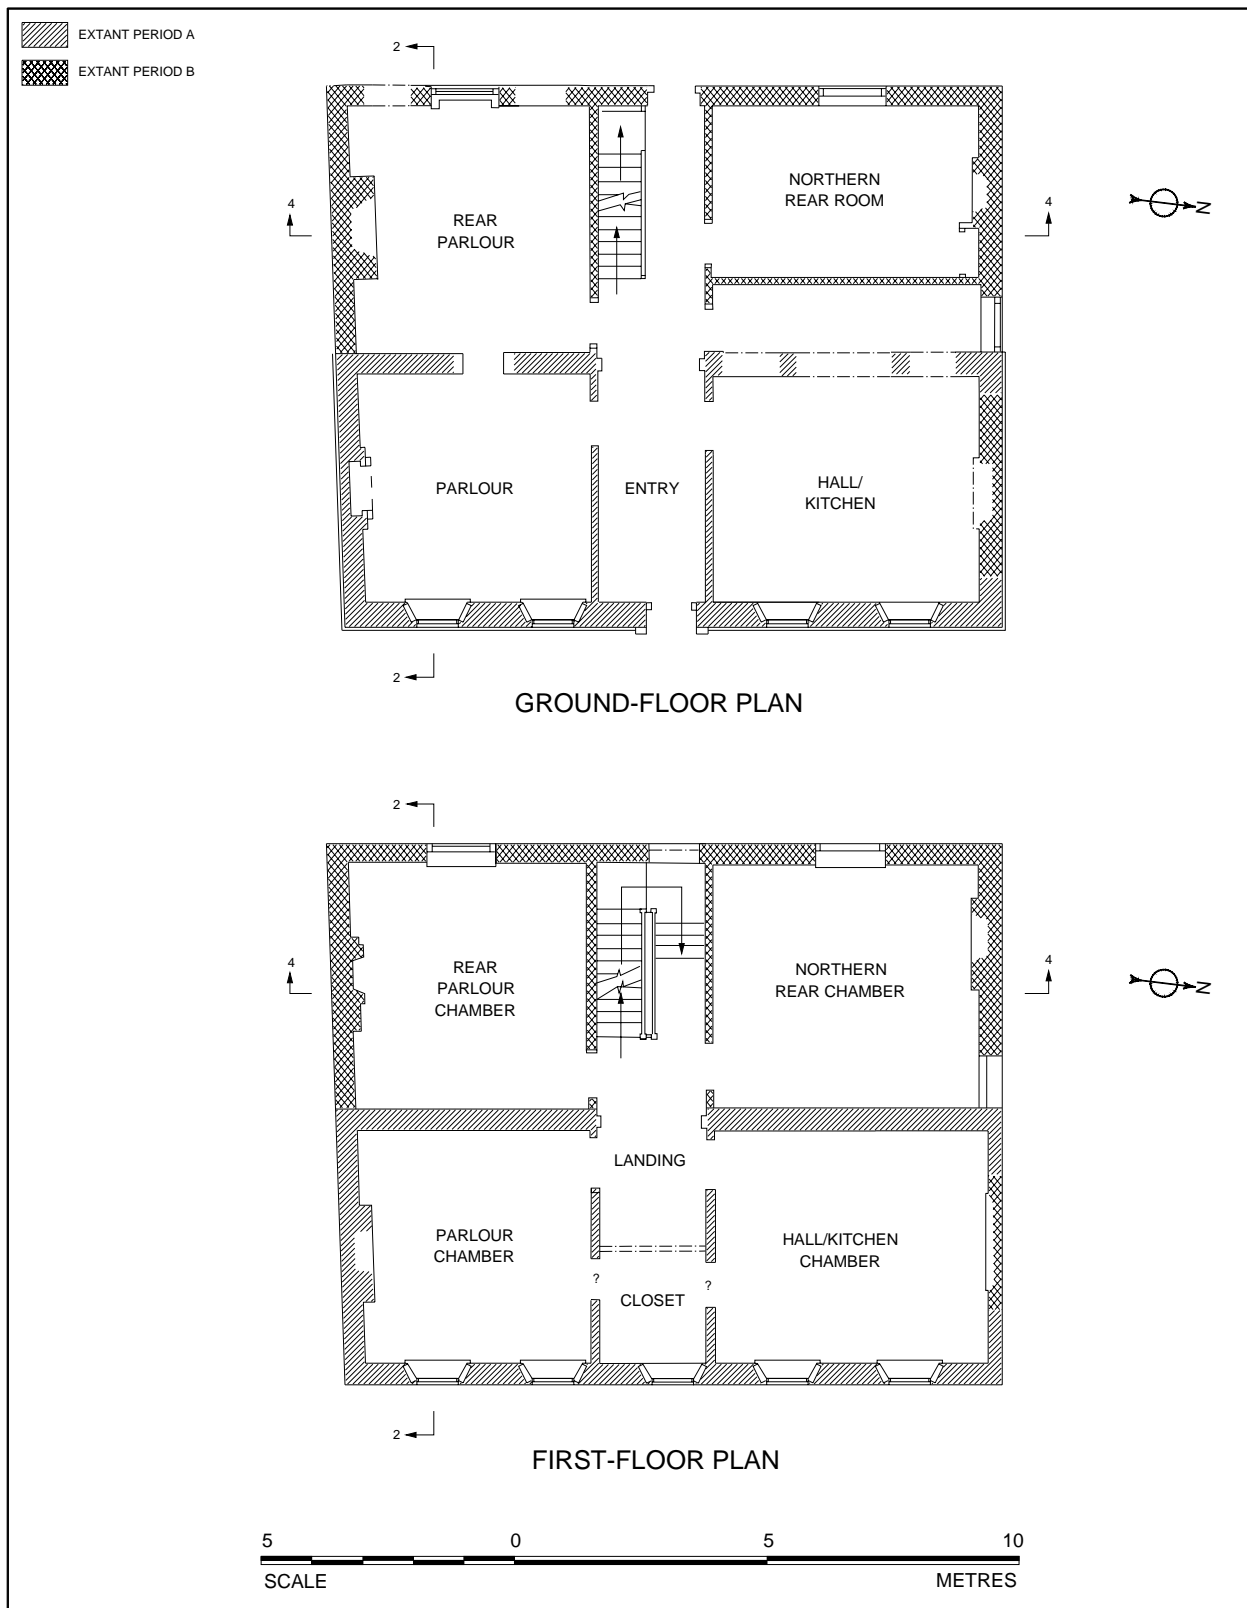 EXTANT PERIOD A
EXTANT PERIOD B
2
4
4
NORTHERN
REAR ROOM
REAR
PARLOUR
N
PARLOUR
ENTRY
HALL/
KITCHEN
2
GROUND-FLOOR PLAN
2
4
4
REAR
PARLOUR
CHAMBER
NORTHERN
REAR CHAMBER
N
LANDING
PARLOUR
CHAMBER
HALL/KITCHEN
CHAMBER
?
?
CLOSET
2
FIRST-FLOOR PLAN
5 0 5 10
SCALE METRES